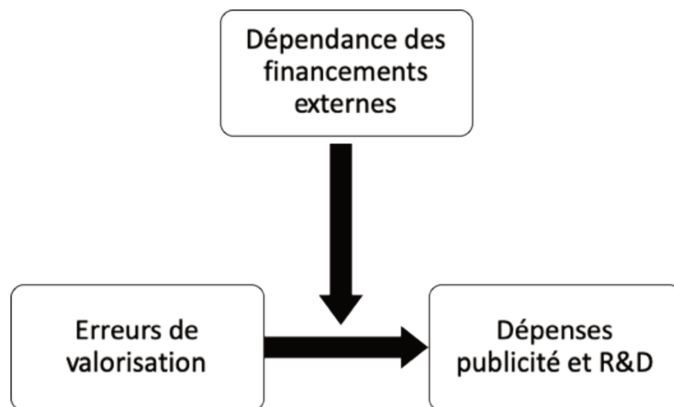 Dépendance des
financements
externes
Erreurs de
valorisation
Dépenses
publicité et R&D